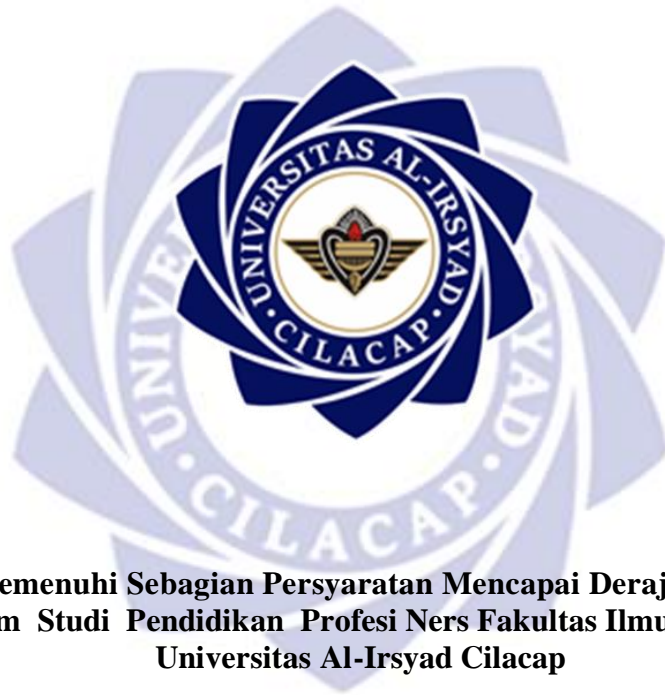 UNIVERSITAS AL-IRSYAD
CILACAP
CILACAP
emenuhi Sebagian Persyaratan Mencapai Deraj
m Studi Pendidikan Profesi Ners Fakultas Ilmu
Universitas Al-Irsyad Cilacap